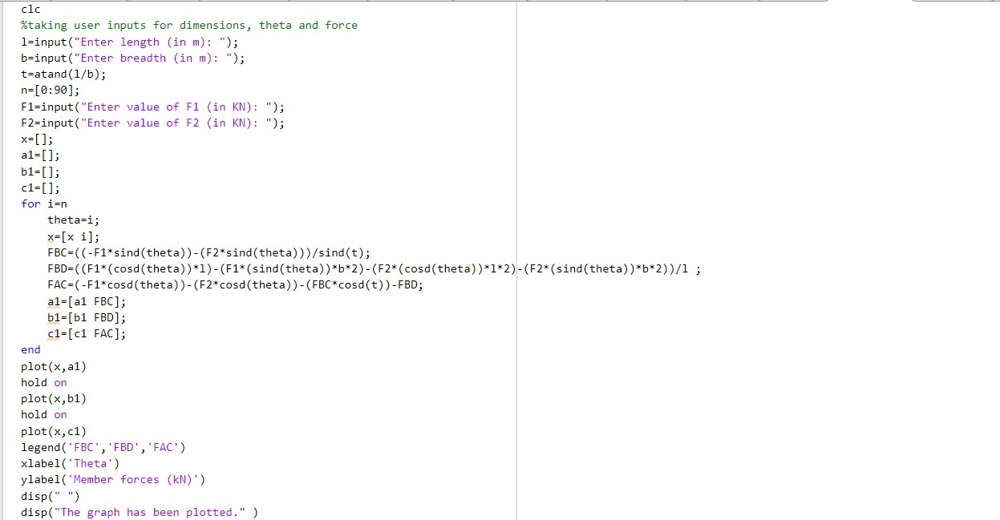 clc
%taking user inputs for dimensions, theta and force
l=input("Enter length (in m): ");
b=input("Enter breadth (in m): ");
t=atand(l/b);
n=[0:90];
F1=input("Enter value of F1 (in KN): ");
F2=input("Enter value of F2 (in KN): ");
x=[];
a1=[];
b1=[];
c1=[];
for i=n
    theta=i;
    x=[x i];
    FBC=((-F1*sind(theta))-(F2*sind(theta)))/sind(t);
    FBD=((F1*(cosd(theta))*l)-(F1*(sind(theta))*b*2)-(F2*(cosd(theta))*l*2)-(F2*(sind(theta))*b*2))/l ;
    FAC=(-F1*cosd(theta))-(F2*cosd(theta))-(FBC*cosd(t))-FBD;
    a1=[a1 FBC];
    b1=[b1 FBD];
    c1=[c1 FAC];
end
plot(x,a1)
hold on
plot(x,b1)
hold on
plot(x,c1)
legend('FBC','FBD','FAC')
xlabel('Theta')
ylabel('Member forces (kN)')
disp(" ")
disp("The graph has been plotted." )